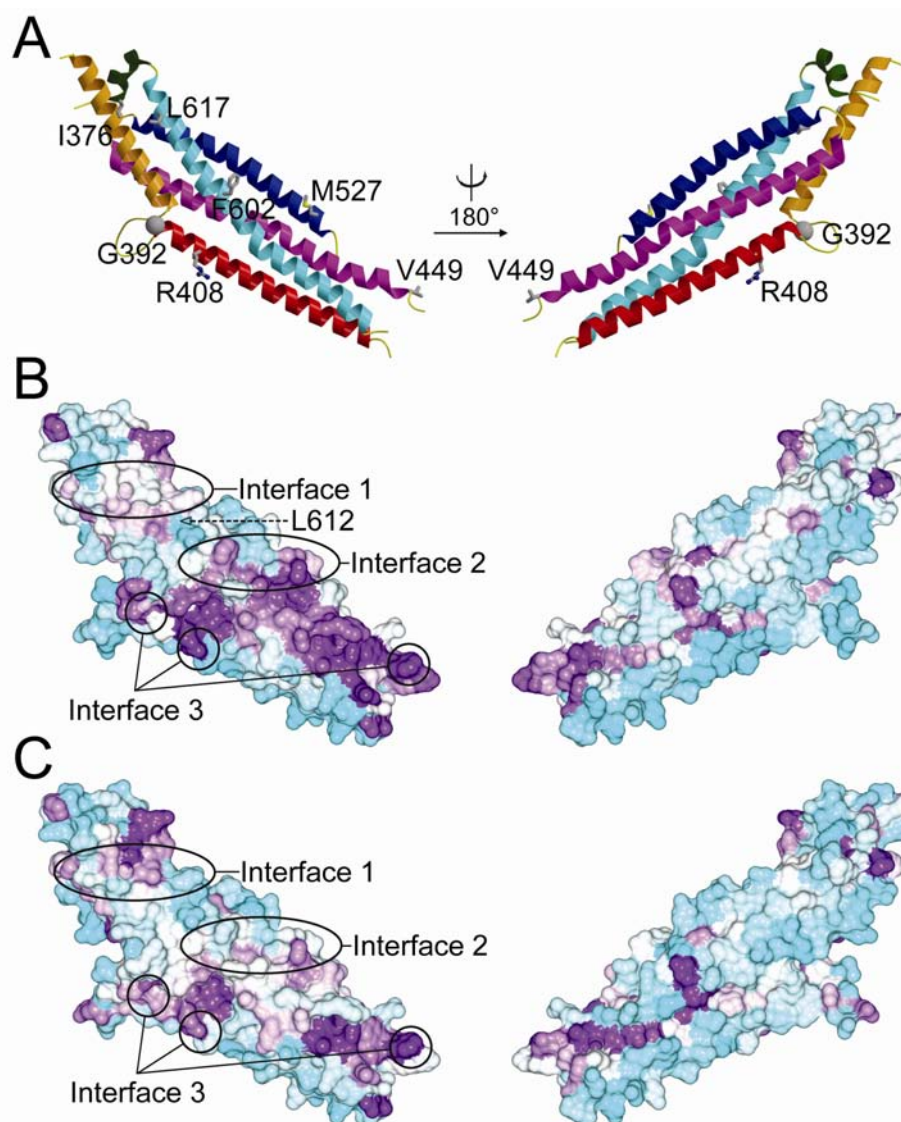 A
L617
I376
M527
F602
180°
G392
G392
V449
V449
R408
R408
B
Interface 1
L612
Interface 2
Interface 3
C
Interface 1
Interface 2
Interface 3